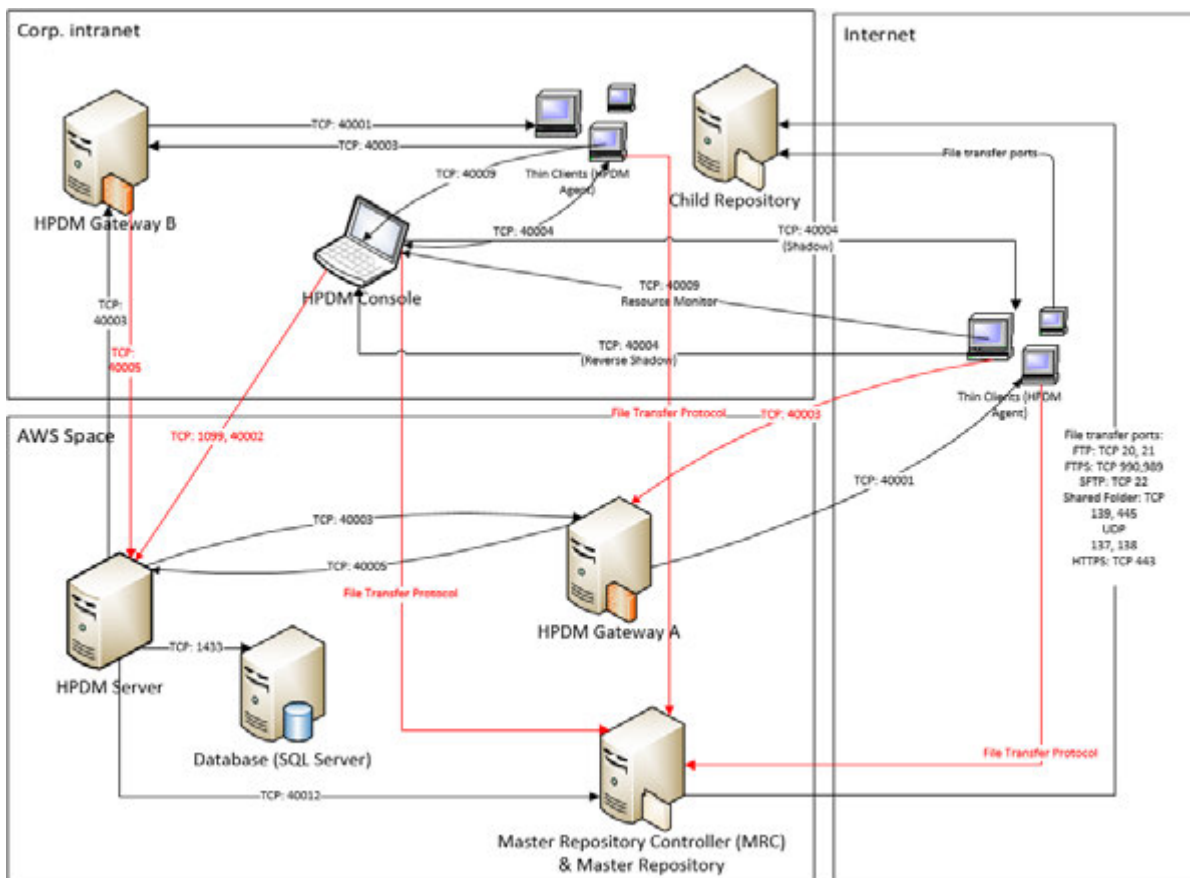 Corp. intranet
Internet
TCP: 40001
TCP: 40003
Thin Clients (HPDM
Agent)
TCP: 40009
TCP: 40004
HPDM Gateway B
HPDM Console
Child Repository
File transfer ports
TCP: 40004
(Shadow)
TCP: 40009
Resource Monitor
TCP: 40004
(Reverse Shadow)
TCP:
40003
TCP:
40005
Thin Clients (HPDM
Agent)
AWS Space
TCP: 1099, 40002
File Transfer Protocol
TCP: 40003
TCP: 40001
File transfer ports:
FTP: TCP 20, 21
FTPS: TCP 990,989
SFTP: TCP 22
Shared Folder: TCP
139, 445
UDP
137, 138
HTTPS: TCP 443
TCP: 40003
TCP: 40005
File Transfer Protocol
HPDM Gateway A
TCP: 1433
HPDM Server
Database (SQL Server)
File Transfer Protocol
TCP: 40012
Master Repository Controller (MRC)
& Master Repository